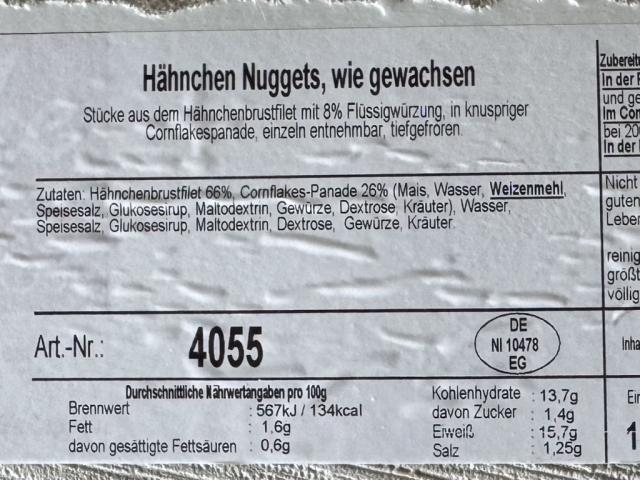 Hähnchen Nuggets, wie gewachsen
Stücke aus dem Hähnchenbrustfilet mit 8% Flüssigwürzung, in knuspriger
Cornflakespanade, einzeln entnehmbar, tiefgefroren.
Zutaten: Hähnchenbrustfilet 66%, Cornflakes-Panade 26% (Mais, Wasser, Weizenmehl,
Speisesalz, Glukosesirup, Maltodextrin, Gewürze, Dextrose, Kräuter), Wasser,
Speisesalz, Glukosesirup, Maltodextrin, Dextrose, Gewürze, Kräuter.
Art.-Nr.: 4055
DE
NI 10478
EG
Durchschnittliche Nährwertangaben pro 100g
Brennwert : 567kJ / 134kcal
Fett : 1,6g
davon gesättigte Fettsäuren : 0,6g
Kohlenhydrate : 13,7g
davon Zucker : 1,4g
Eiweiß : 15,7g
Salz : 1,25g
In der
und ge
Im Com
bei 20
In der
Nicht
guten
Leber
reinig
größt
völlig
Inha